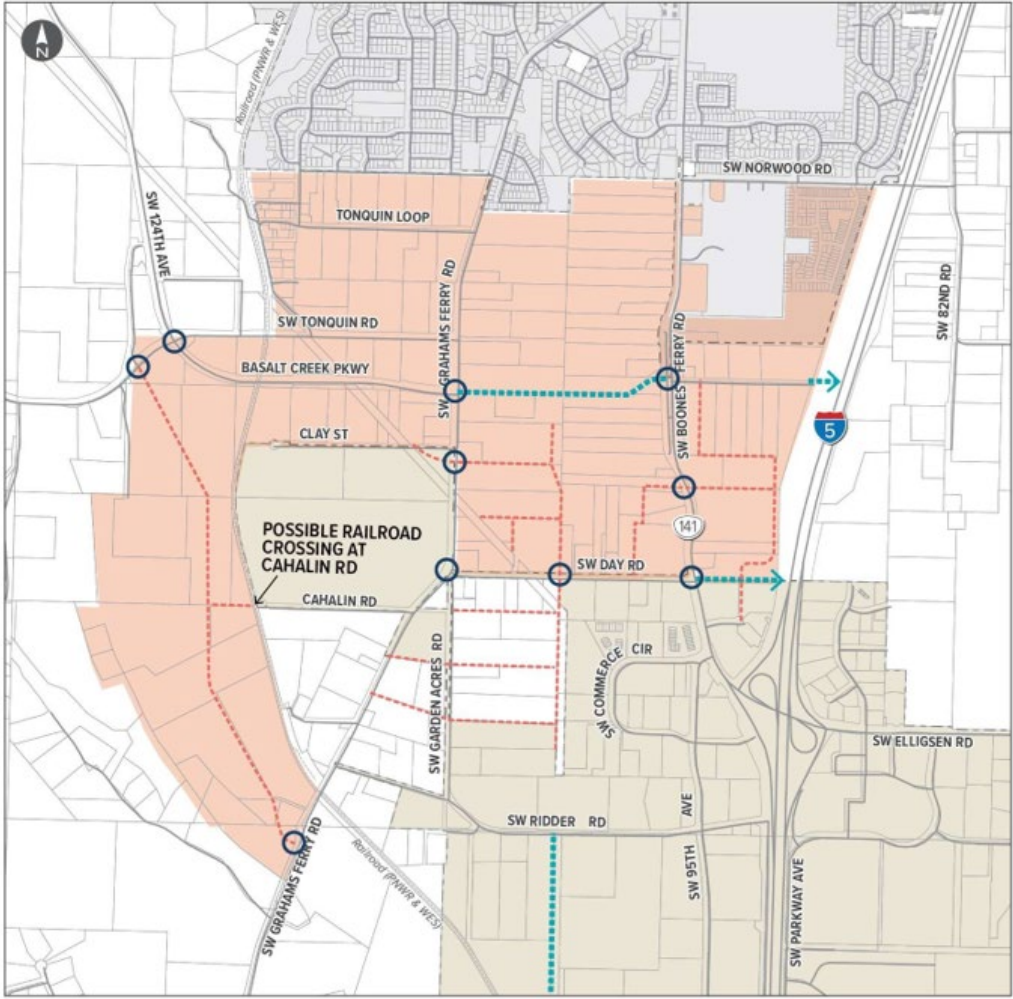 N
Railroad (PNWR & WES)
SW NORWOOD RD
SW 124TH AVE
TONQUIN LOOP
SW GRAHAMS FERRY RD
SW TONQUIN RD
SW 82ND RD
BASALT CREEK PKWY
SW BOONES FERRY RD
CLAY ST
5
141
POSSIBLE RAILROAD
CROSSING AT
CAHALIN RD
SW DAY RD
CAHALIN RD
SW GARDEN ACRES RD
SW COMMERCE CIR
SW ELLIGSEN RD
SW RIDDER RD
SW 95TH AVE
SW PARKWAY AVE
SW GRAHAMS FERRY RD
Railroad (PNWR & WES)